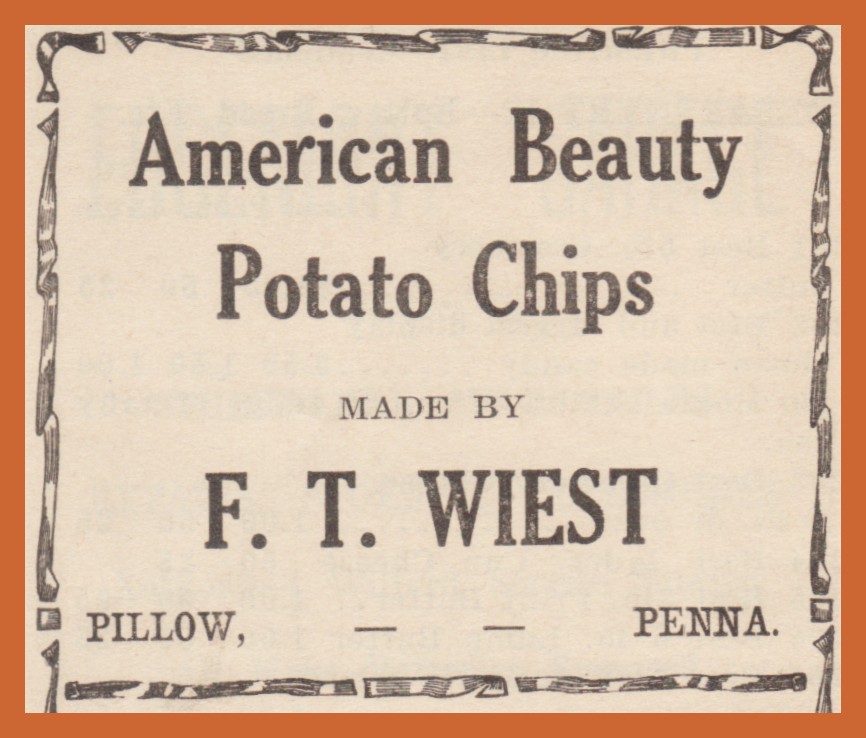 American Beauty
Potato Chips
MADE BY
F. T. WIEST
PILLOW, — — PENNA.